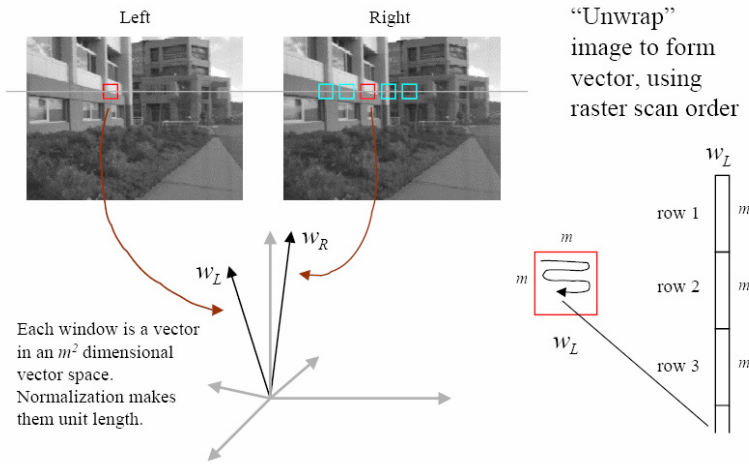 Left
Right
“Unwrap”
image to form
vector, using
raster scan order
w_L
w_R
Each window is a vector
in an m² dimensional
vector space.
Normalization makes
them unit length.
m
m
w_L
w_L
row 1
m
row 2
m
row 3
m